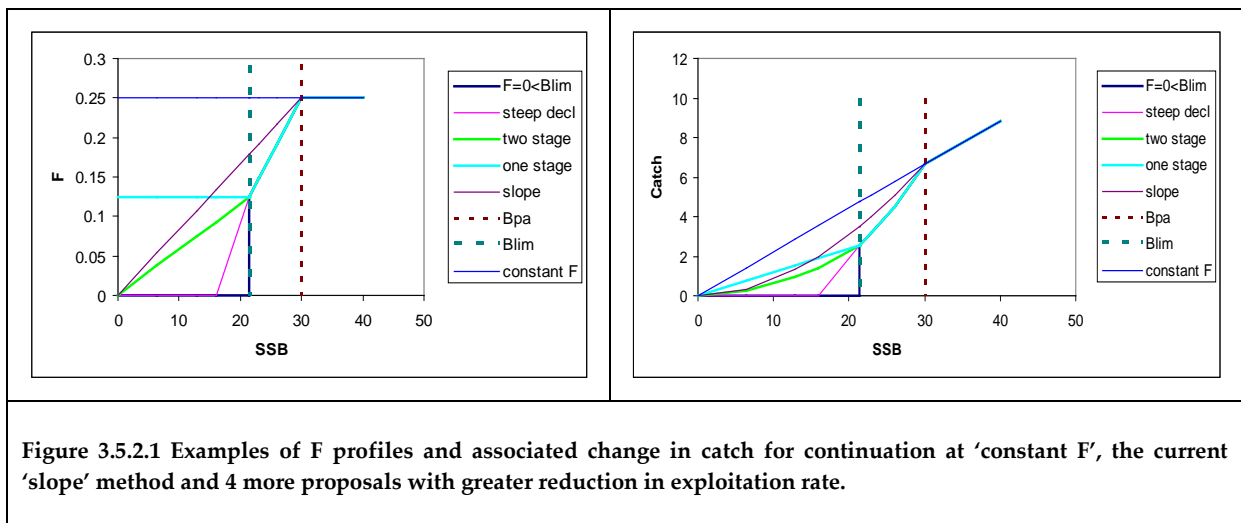 0.3
0.25
0.2
0.15
0.1
0.05
0
F
0 10 20 30 40 50
SSB
F=0<Blim
steep decl
two stage
one stage
slope
Bpa
Blim
constant F
12
10
8
6
4
2
0
Catch
0 10 20 30 40 50
SSB
F=0<Blim
steep decl
two stage
one stage
slope
Bpa
Blim
constant F
Figure 3.5.2.1 Examples of F profiles and associated change in catch for continuation at ‘constant F’, the current
‘slope’ method and 4 more proposals with greater reduction in exploitation rate.